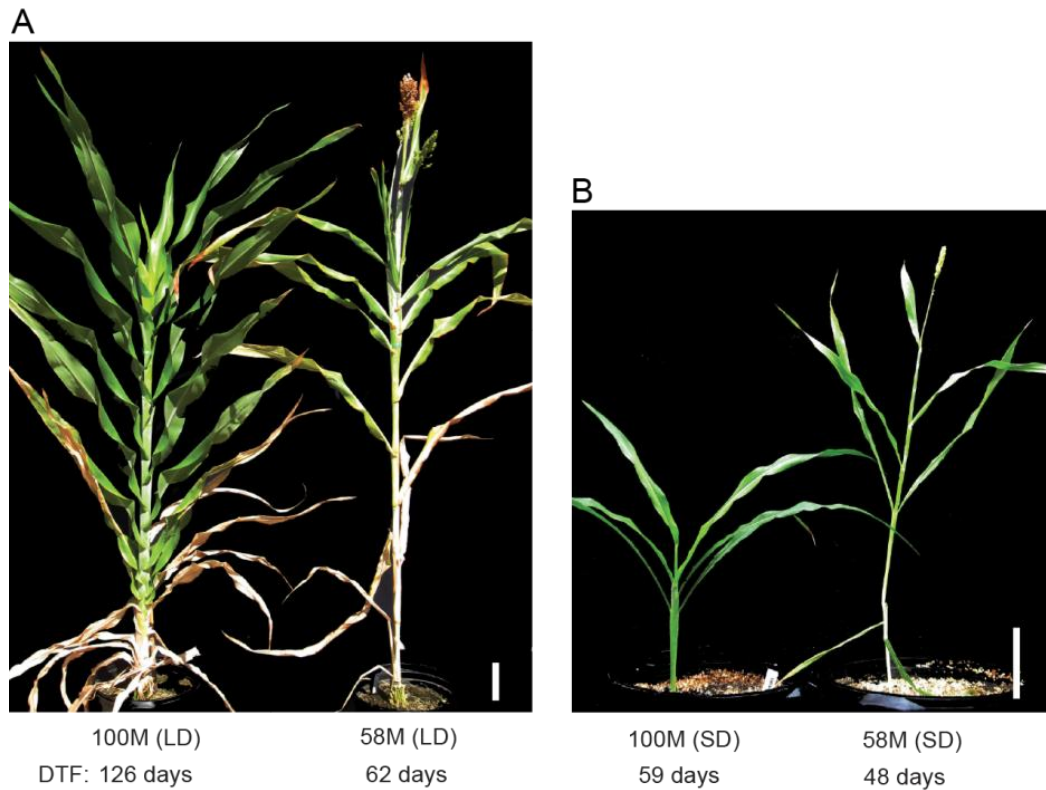 A
B
100M (LD)
58M (LD)
100M (SD)
58M (SD)
DTF: 126 days
62 days
59 days
48 days